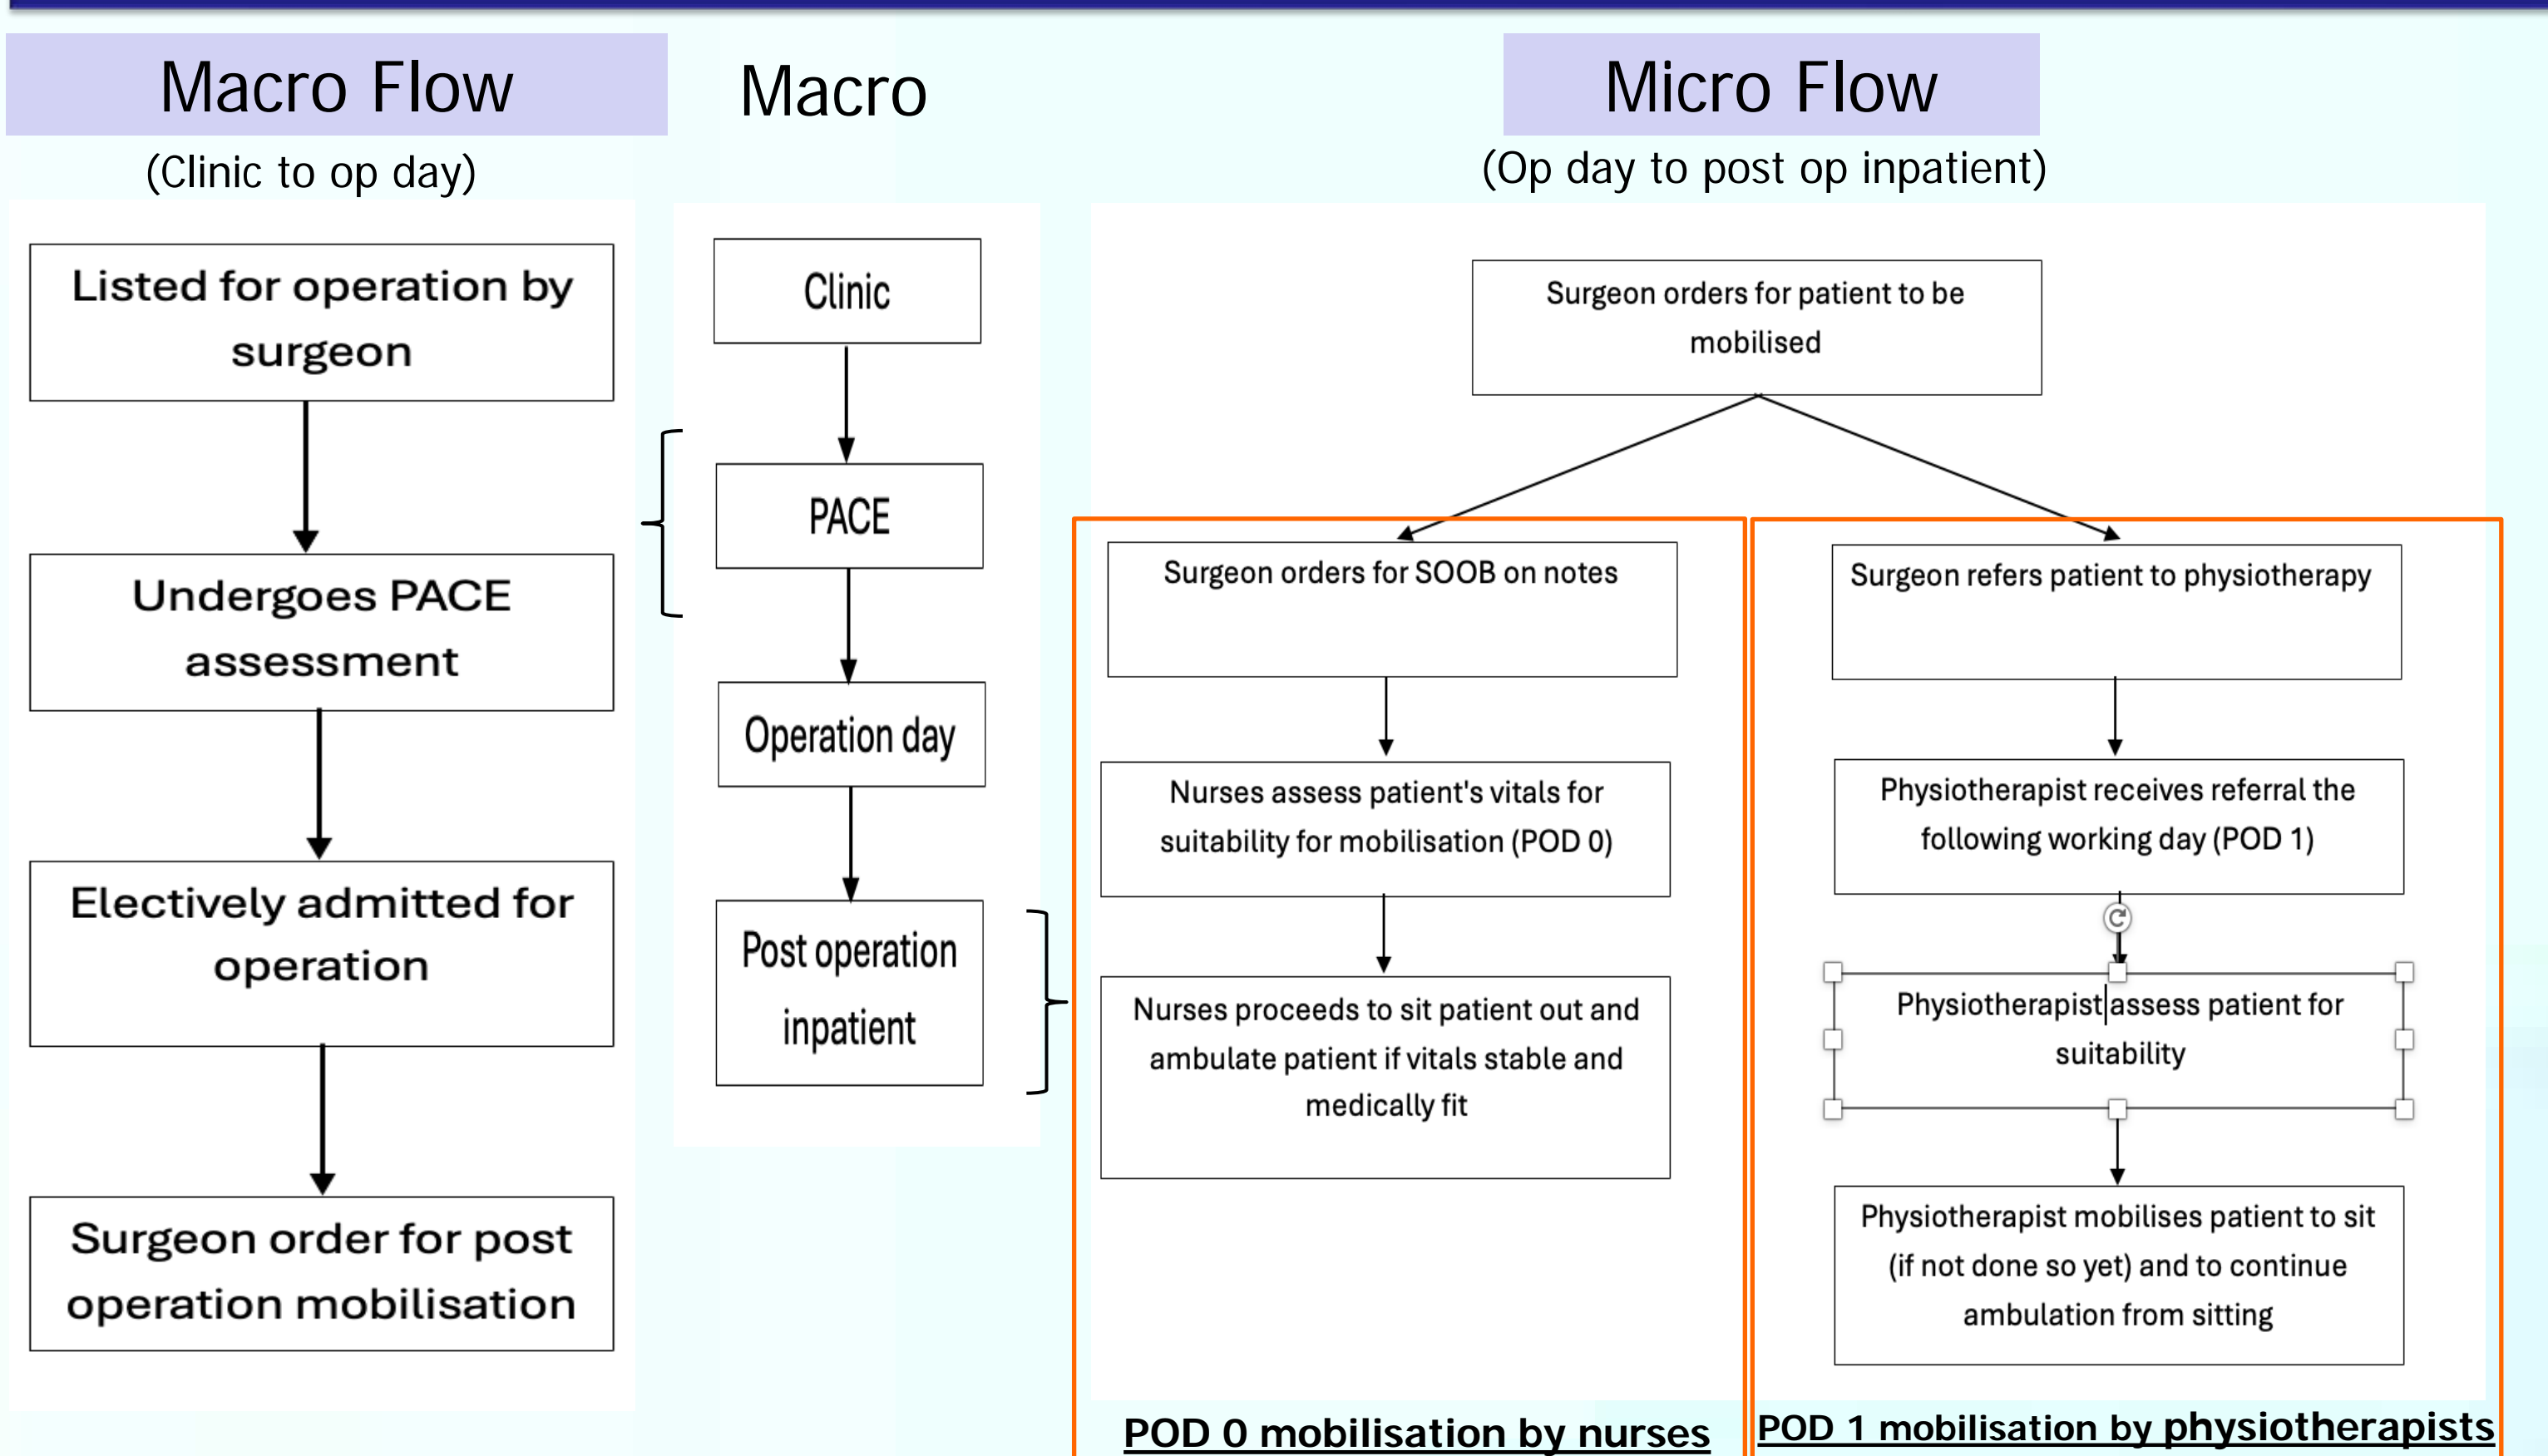 Macro Flow
(Clinic to op day)
Listed for operation by
surgeon
Undergoes PACE
assessment
Electively admitted for
operation
Surgeon order for post
operation mobilisation
Macro
Clinic
PACE
Operation day
Post operation
inpatient
Micro Flow
(Op day to post op inpatient)
Surgeon orders for patient to be
mobilised
Surgeon orders for SOOB on notes
Nurses assess patient's vitals for
suitability for mobilisation (POD 0)
Nurses proceeds to sit patient out and
ambulate patient if vitals stable and
medically fit
POD 0 mobilisation by nurses
Surgeon refers patient to physiotherapy
Physiotherapist receives referral the
following working day (POD 1)
Physiotherapist assess patient for
suitability
Physiotherapist mobilises patient to sit
(if not done so yet) and to continue
ambulation from sitting
POD 1 mobilisation by physiotherapists